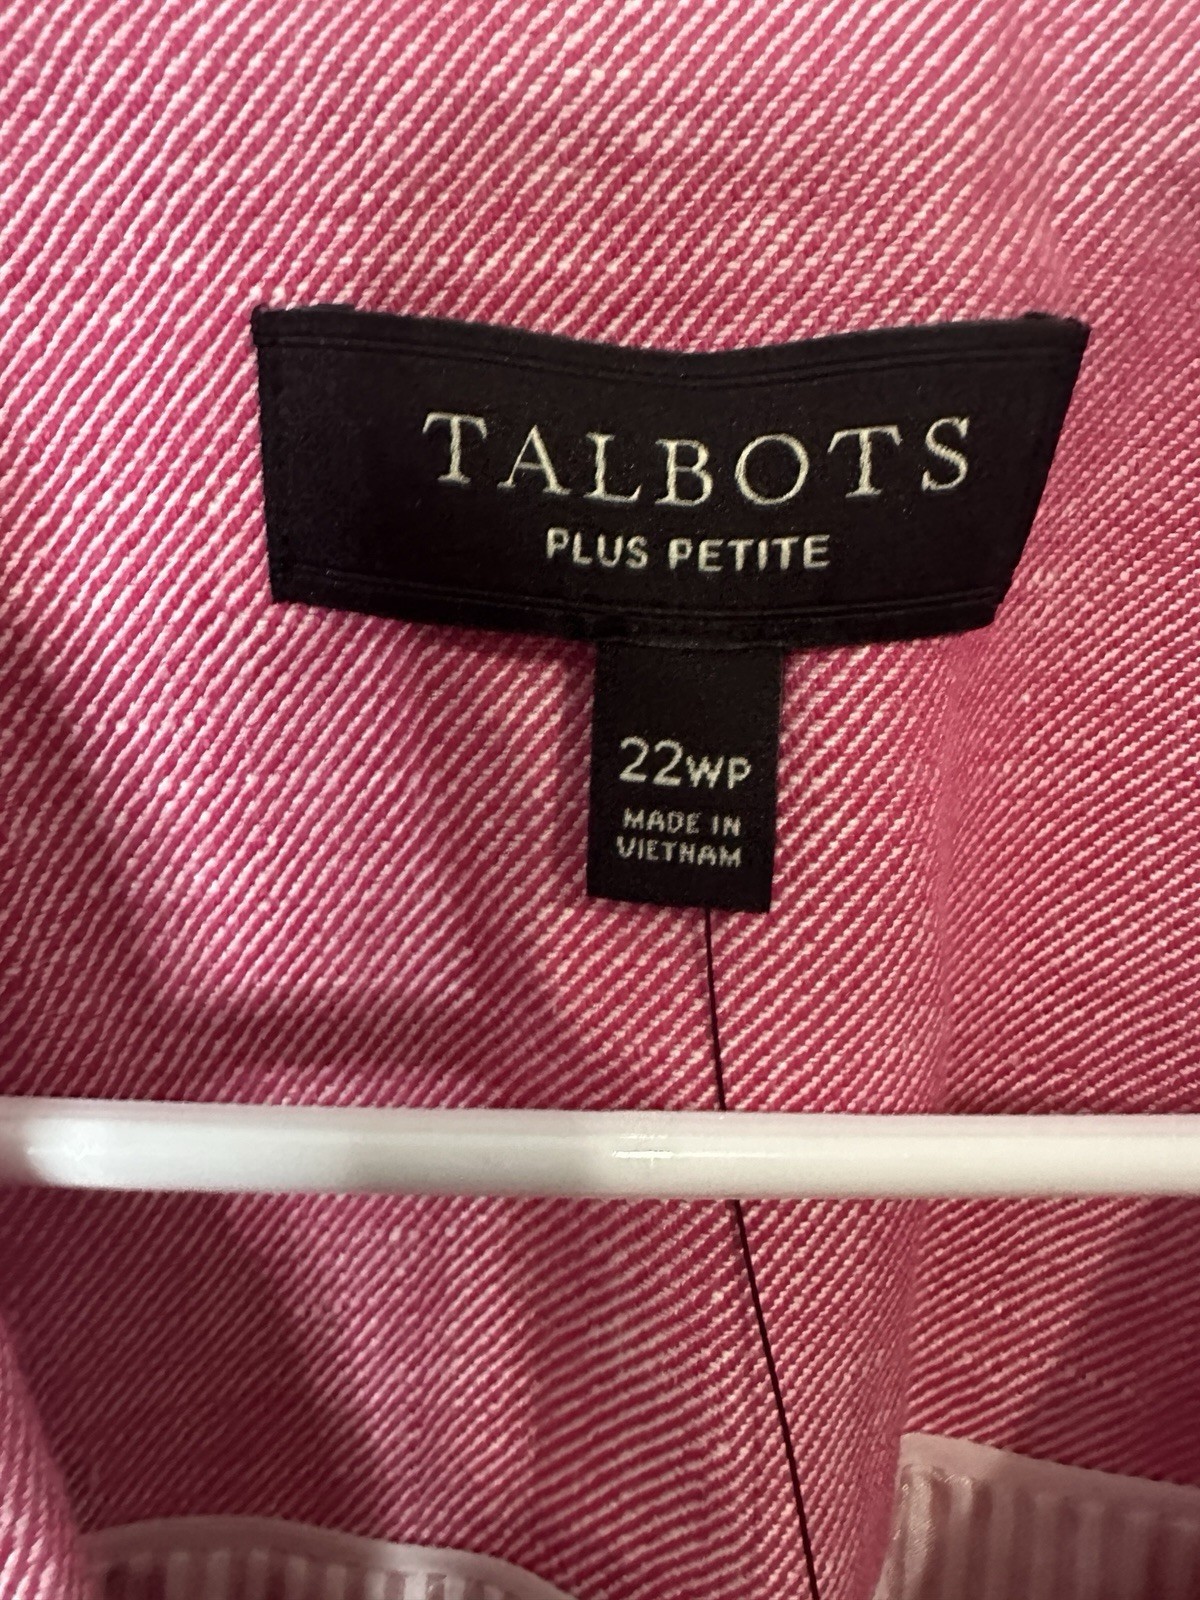 TALBOTS
PLUS PETITE
22WP
MADE IN
VIETNAM